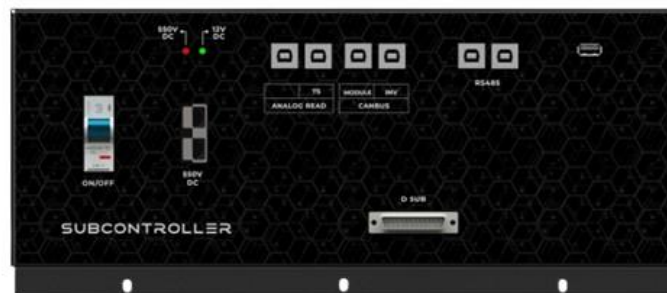 550V
DC
12V
DC
TS
ANALOG READ
MODULE
INV
CANBUS
RS485
ON/OFF
550V
DC
D SUB
SUBCONTROLLER